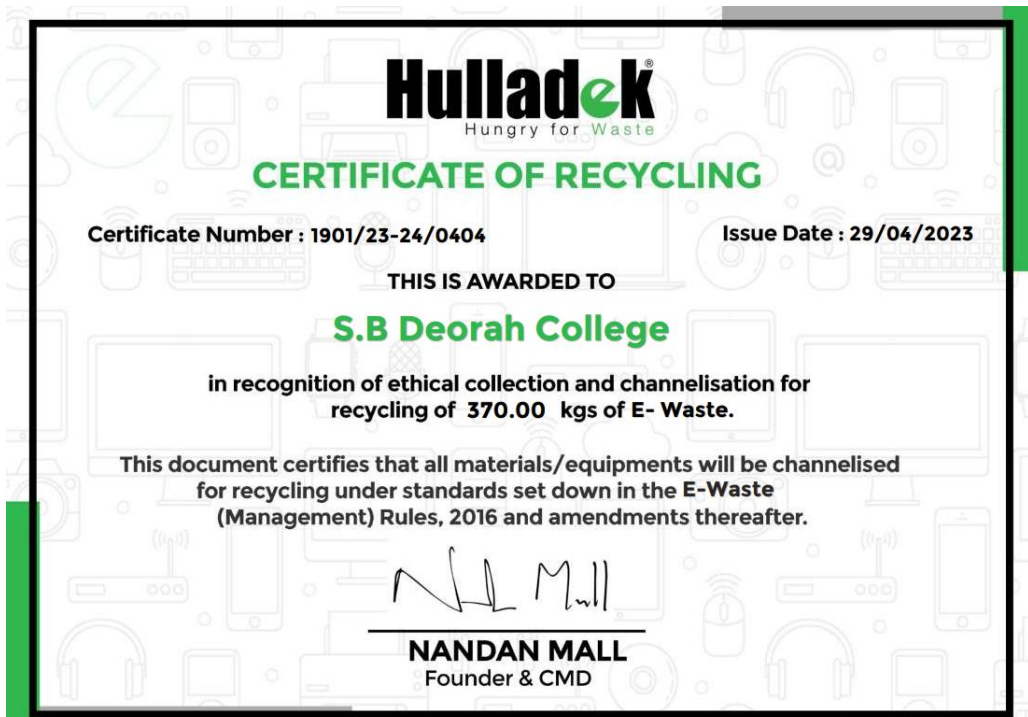 Hulladek®
Hungry for Waste
CERTIFICATE OF RECYCLING
Certificate Number : 1901/23-24/0404
Issue Date : 29/04/2023
THIS IS AWARDED TO
S.B Deorah College
in recognition of ethical collection and channelisation for
recycling of 370.00 kgs of E- Waste.
This document certifies that all materials/equipments will be channelised
for recycling under standards set down in the E-Waste
(Management) Rules, 2016 and amendments thereafter.
Nandan Mall
NANDAN MALL
Founder & CMD